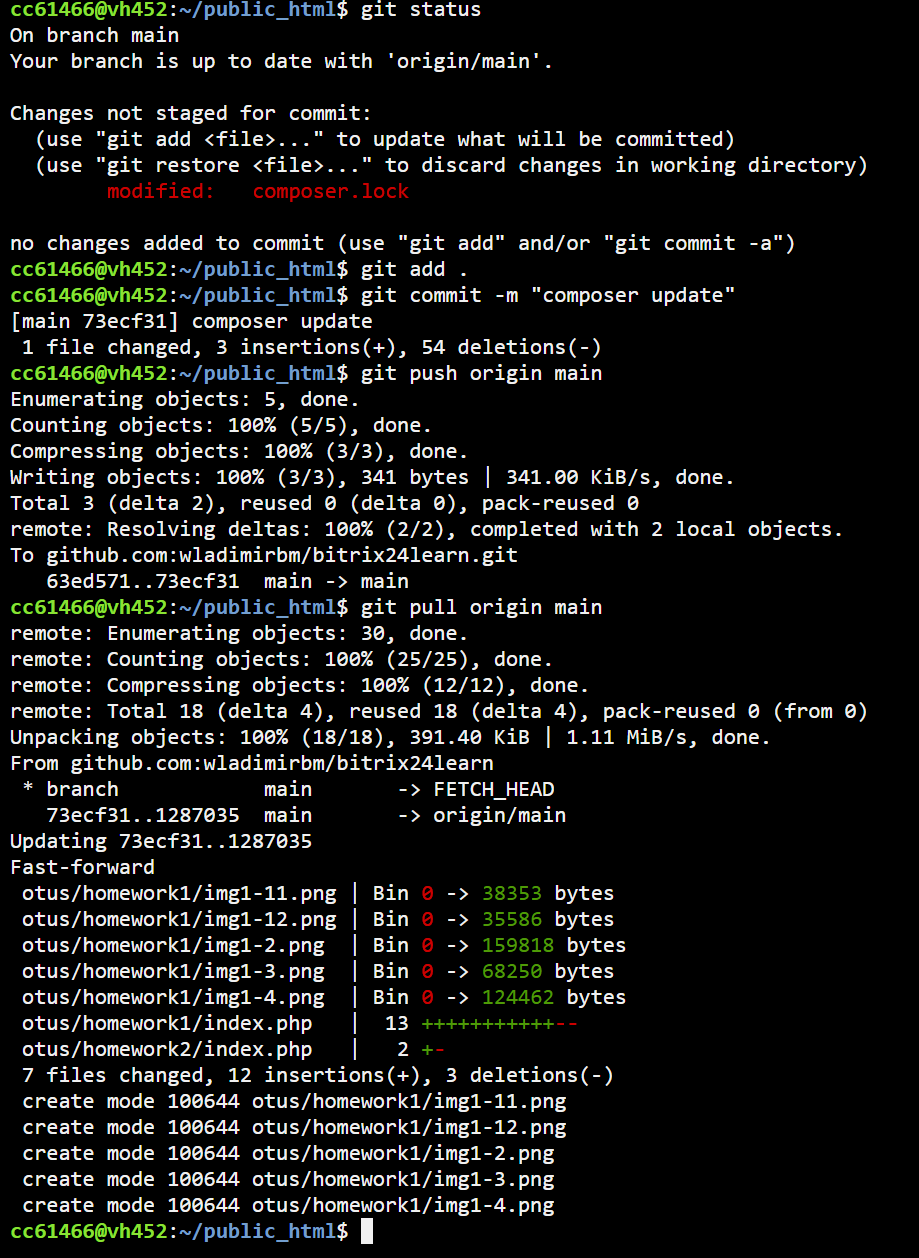 cc61466@vh452:~/public_html$ git status
On branch main
Your branch is up to date with 'origin/main'.

Changes not staged for commit:
  (use "git add <file>..." to update what will be committed)
  (use "git restore <file>..." to discard changes in working directory)
        modified:   composer.lock

no changes added to commit (use "git add" and/or "git commit -a")
cc61466@vh452:~/public_html$ git add .
cc61466@vh452:~/public_html$ git commit -m "composer update"
[main 73ecf31] composer update
 1 file changed, 3 insertions(+), 54 deletions(-)
cc61466@vh452:~/public_html$ git push origin main
Enumerating objects: 5, done.
Counting objects: 100% (5/5), done.
Compressing objects: 100% (3/3), done.
Writing objects: 100% (3/3), 341 bytes | 341.00 KiB/s, done.
Total 3 (delta 2), reused 0 (delta 0), pack-reused 0
remote: Resolving deltas: 100% (2/2), completed with 2 local objects.
To github.com:wladimirbm/bitrix24learn.git
   63ed571..73ecf31  main -> main
cc61466@vh452:~/public_html$ git pull origin main
remote: Enumerating objects: 30, done.
remote: Counting objects: 100% (25/25), done.
remote: Compressing objects: 100% (12/12), done.
remote: Total 18 (delta 4), reused 18 (delta 4), pack-reused 0 (from 0)
Unpacking objects: 100% (18/18), 391.40 KiB | 1.11 MiB/s, done.
From github.com:wladimirbm/bitrix24learn
 * branch            main       -> FETCH_HEAD
   73ecf31..1287035  main       -> origin/main
Updating 73ecf31..1287035
Fast-forward
 otus/homework1/img1-11.png | Bin 0 -> 38353 bytes
 otus/homework1/img1-12.png | Bin 0 -> 35586 bytes
 otus/homework1/img1-2.png  | Bin 0 -> 159818 bytes
 otus/homework1/img1-3.png  | Bin 0 -> 68250 bytes
 otus/homework1/img1-4.png  | Bin 0 -> 124462 bytes
 otus/homework1/index.php   |  13 +++++++++++--
 otus/homework2/index.php   |   2 +-
 7 files changed, 12 insertions(+), 3 deletions(-)
 create mode 100644 otus/homework1/img1-11.png
 create mode 100644 otus/homework1/img1-12.png
 create mode 100644 otus/homework1/img1-2.png
 create mode 100644 otus/homework1/img1-3.png
 create mode 100644 otus/homework1/img1-4.png
cc61466@vh452:~/public_html$